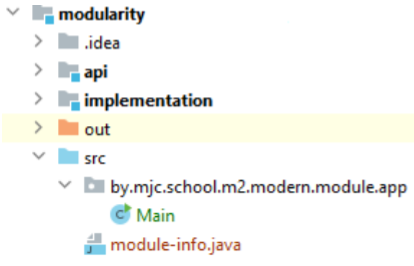 modularity
.idea
api
implementation
out
src
by.mjc.school.m2.modern.module.app
C Main
module-info.java